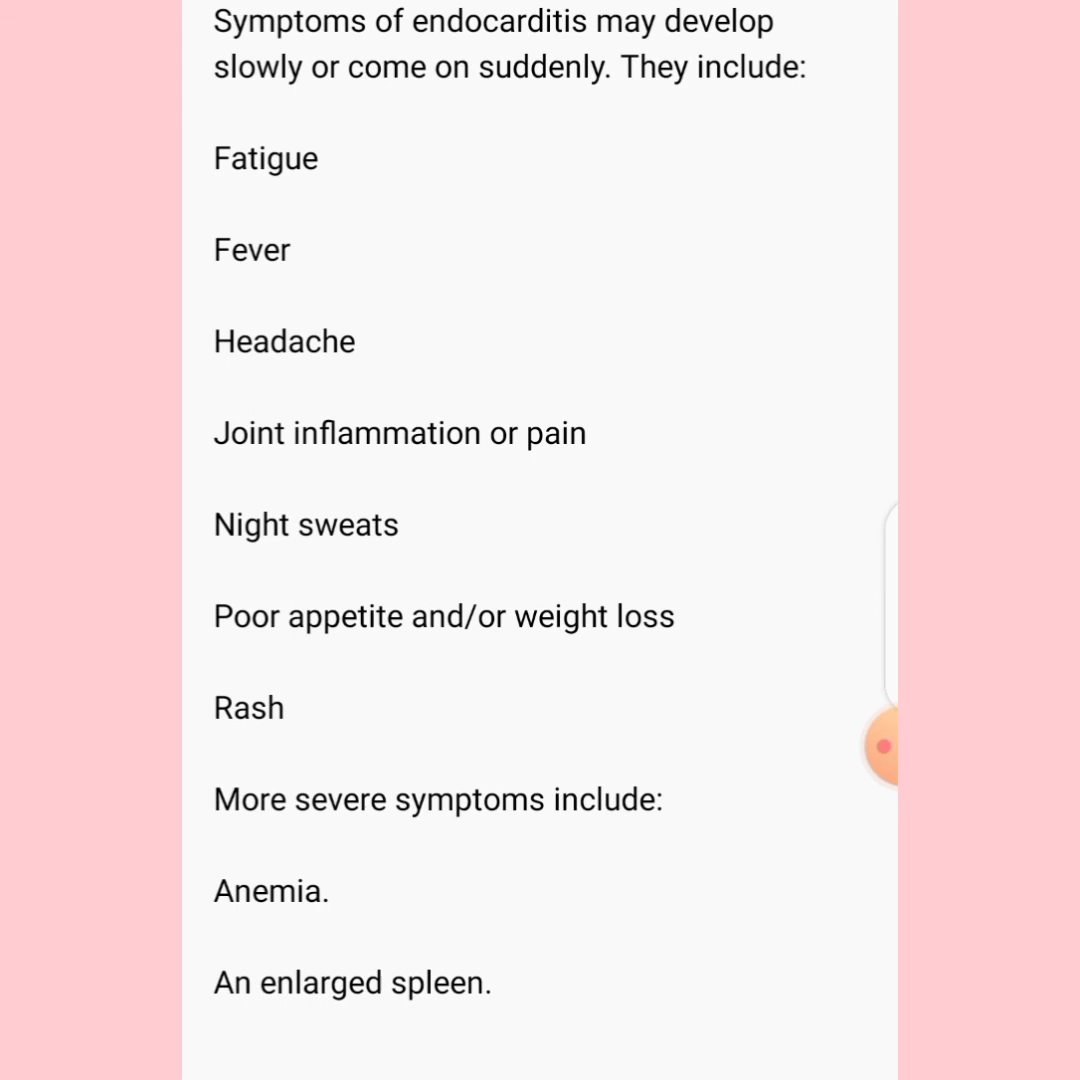 Symptoms of endocarditis may develop
slowly or come on suddenly. They include:
Fatigue
Fever
Headache
Joint inflammation or pain
Night sweats
Poor appetite and/or weight loss
Rash
More severe symptoms include:
Anemia.
An enlarged spleen.